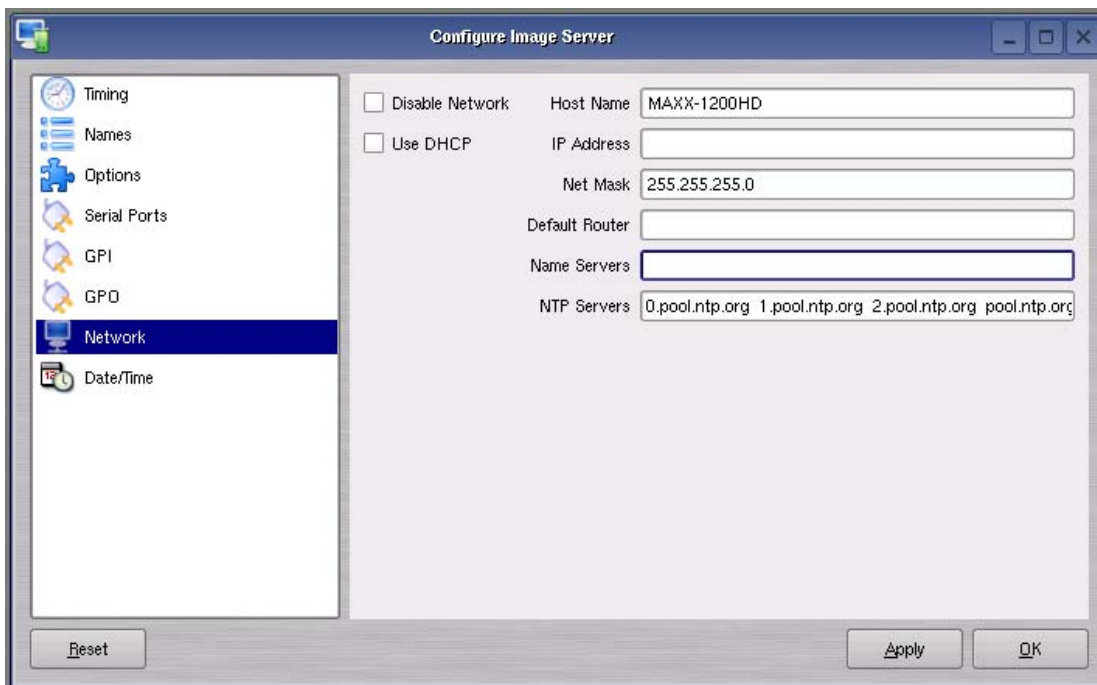 Configure Image Server
Timing
Names
Options
Serial Ports
GPI
GPO
Network
Date/Time
Disable Network
Host Name
MAXX-1200HD
Use DHCP
IP Address
Net Mask
255.255.255.0
Default Router
Name Servers
NTP Servers
0.pool.ntp.org 1.pool.ntp.org 2.pool.ntp.org pool.ntp.org
Reset
Apply
OK